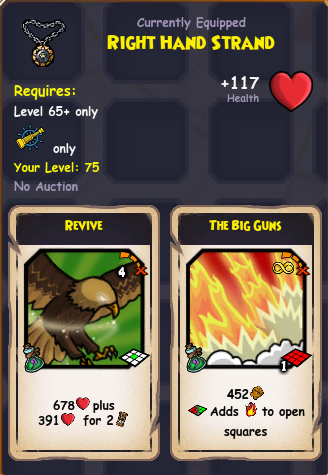 Currently Equipped
RIGHT HAND STRAND
+117
Health
Requires:
Level 65+ only
only
Your Level: 75
No Auction
REVIVE
4
678 plus
391 for 2
THE BIG GUNS
1
452
Adds to open
squares